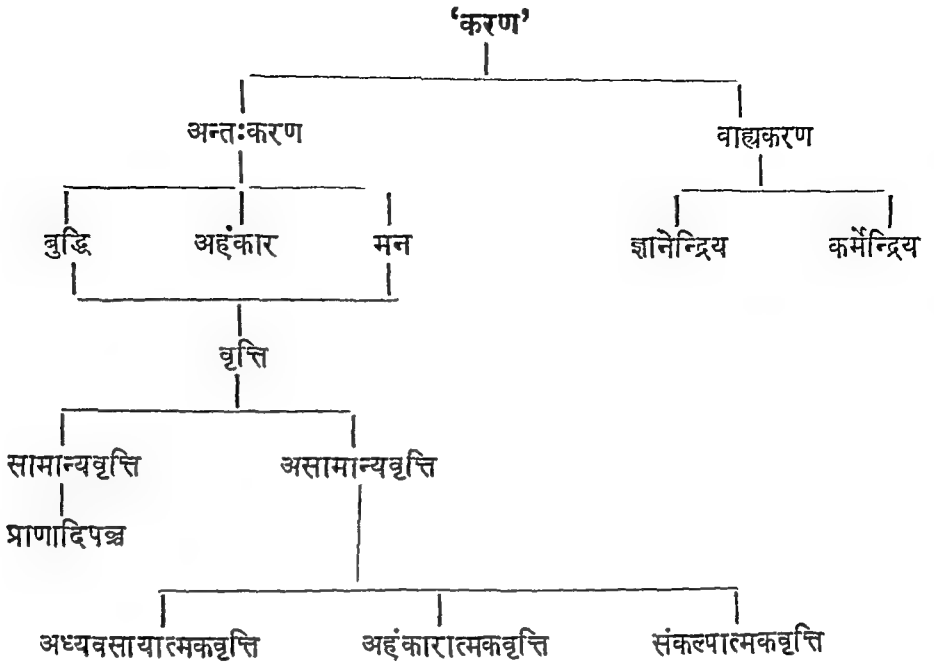 ‘करण’
अन्तःकरण वाह्यकरण
बुद्धि अहंकार मन ज्ञानेन्द्रिय कर्मेन्द्रिय
वृत्ति
सामान्यवृत्ति असामान्यवृत्ति
प्राणादिपञ्च
अध्यवसायात्मकवृत्ति अहंकारात्मकवृत्ति संकल्पात्मकवृत्ति